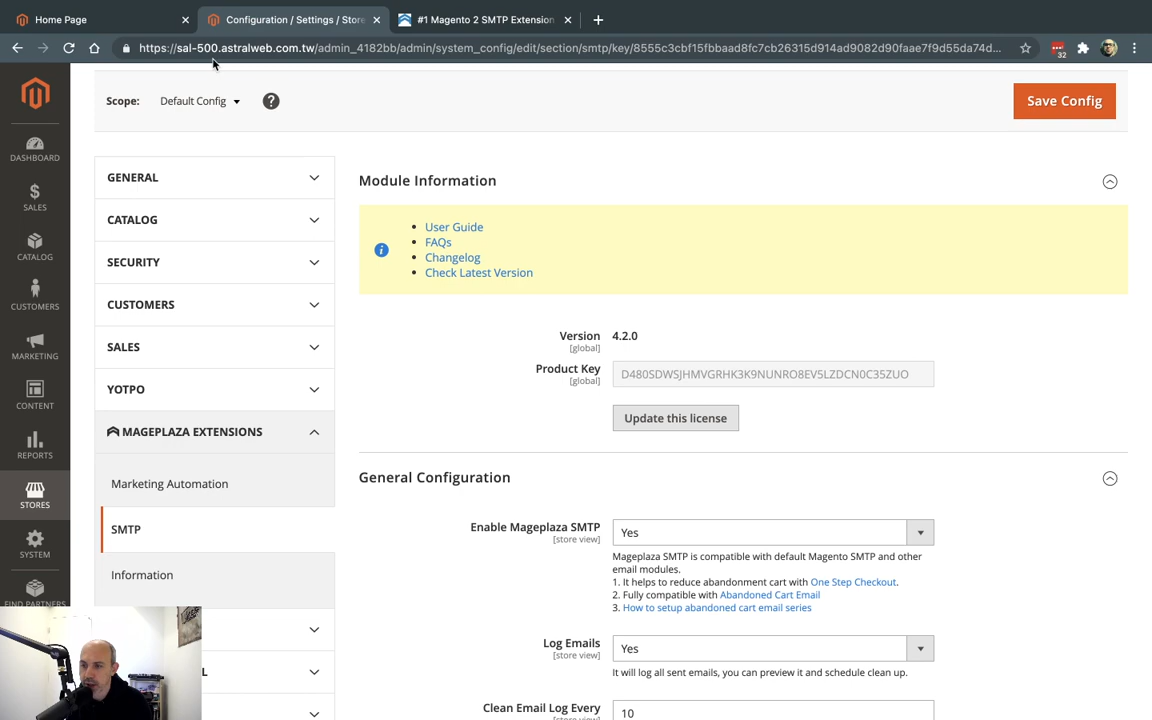 Home Page
Configuration / Settings / Store
#1 Magento 2 SMTP Extension
https://sal-500.astralweb.com.tw/admin_4182bb/admin/system_config/edit/section/smtp/key/8555c3cbf15fbbaad8fc7cb26315d914ad9082d90faae7f9d55da74d...
32
Scope:
Default Config
?
Save Config
DASHBOARD
SALES
CATALOG
CUSTOMERS
MARKETING
CONTENT
REPORTS
STORES
SYSTEM
FIND PARTNERS
GENERAL
CATALOG
SECURITY
CUSTOMERS
SALES
YOTPO
MAGEPLAZA EXTENSIONS
Marketing Automation
SMTP
Information
L
Module Information
User Guide
FAQs
Changelog
Check Latest Version
Version
[global]
4.2.0
Product Key
[global]
D480SDWSJHMVGRHK3K9NUNRO8EV5LZDCN0C35ZUO
Update this license
General Configuration
Enable Mageplaza SMTP
[store view]
Yes
Mageplaza SMTP is compatible with default Magento SMTP and other
email modules.
1. It helps to reduce abandonment cart with One Step Checkout.
2. Fully compatible with Abandoned Cart Email
3. How to setup abandoned cart email series
Log Emails
[store view]
Yes
It will log all sent emails, you can preview it and schedule clean up.
Clean Email Log Every
[store view]
10